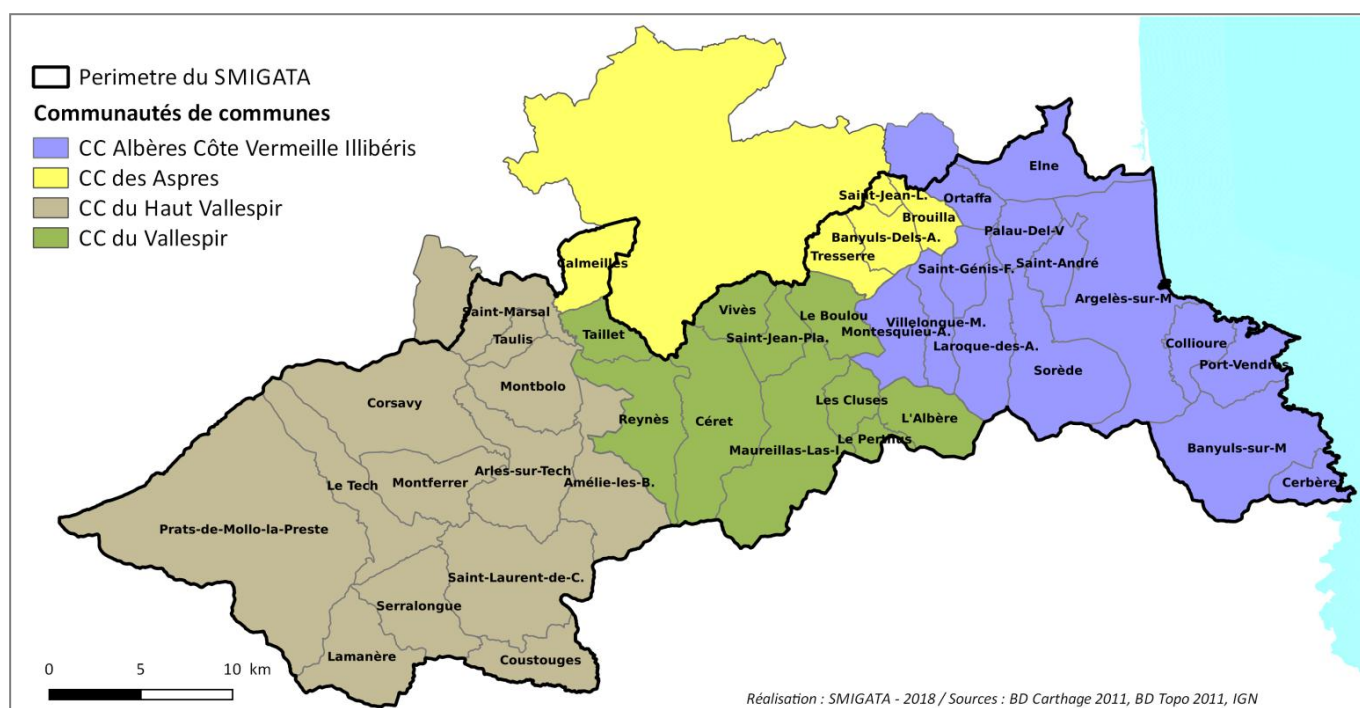 Perimetre du SMIGATA
Communautés de communes
CC Albères Côte Vermeille Illibéris
CC des Aspres
CC du Haut Vallespir
CC du Vallespir
Elne
Saint-Jean-L.
Ortaffa
Brouilla
Banyuls-Dels-A.
Palau-Del-V
Tresserre
Calmeilles
Saint-Génis-F.
Saint-André
Argelès-sur-M
Saint-Marsal
Vivès
Le Boulou
Villelongue-M.
Montesquieu-A.
Taulis
Taillet
Saint-Jean-Pla.
Laroque-des-A.
Collioure
Port-Vendres
Sorède
Montbolo
Corsavy
Les Cluses
L'Albère
Reynès
Céret
Le Perthus
Maureillas-Las-I.
Banyuls-sur-M
Cerbère
Arles-sur-Tech
Amélie-les-B.
Montferrer
Le Tech
Prats-de-Mollo-la-Preste
Saint-Laurent-de-C.
Serralongue
Lamanère
Coustouges
0 5 10 km
Réalisation : SMIGATA - 2018 / Sources : BD Carthage 2011, BD Topo 2011, IGN